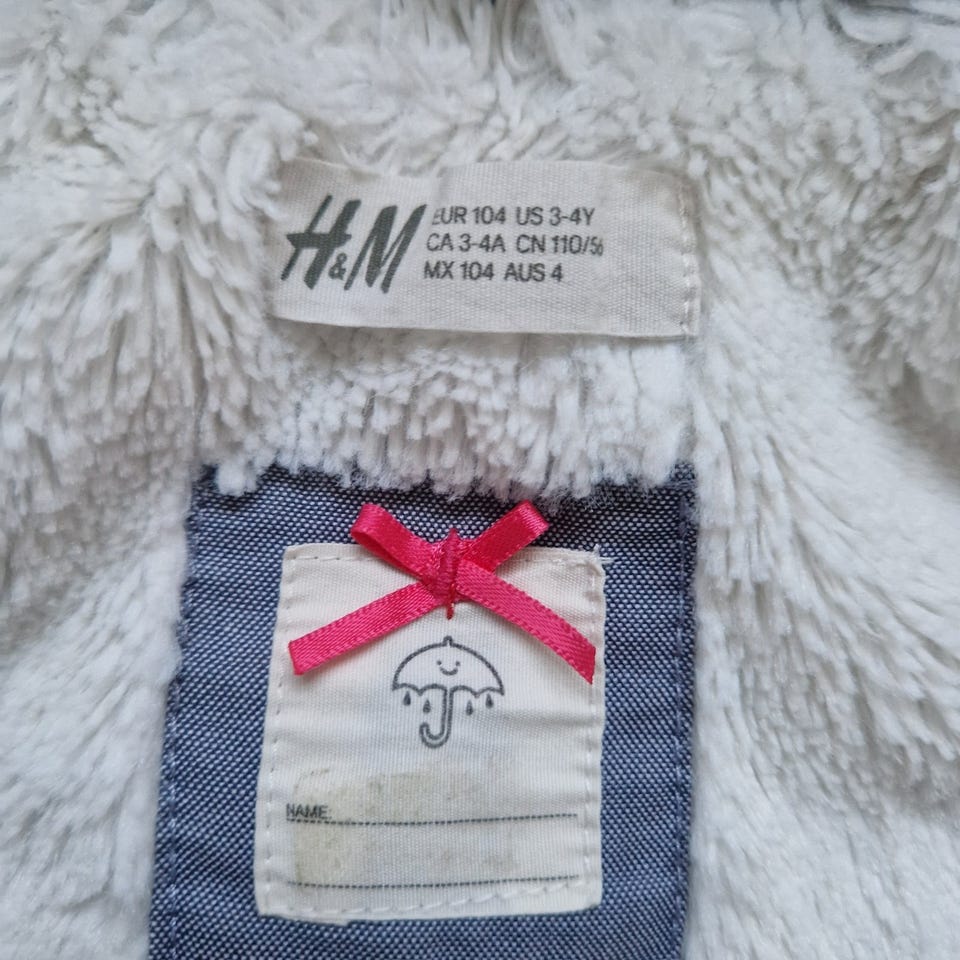 H&M
EUR 104 US 3-4Y
CA 3-4A CN 110/56
MX 104 AUS 4
NAME: